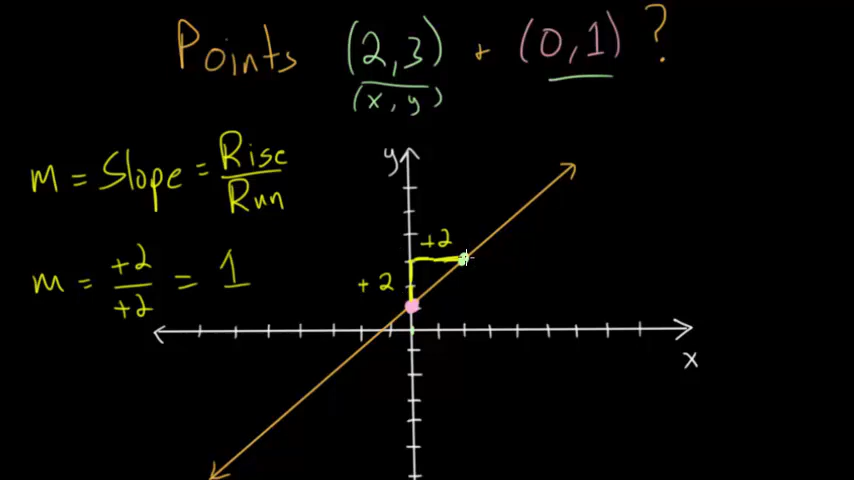 Points (2,3) + (0,1) ?
(x, y)
m = Slope = Rise/Run
m = +2/+2 = 1
y
+2
+2
x